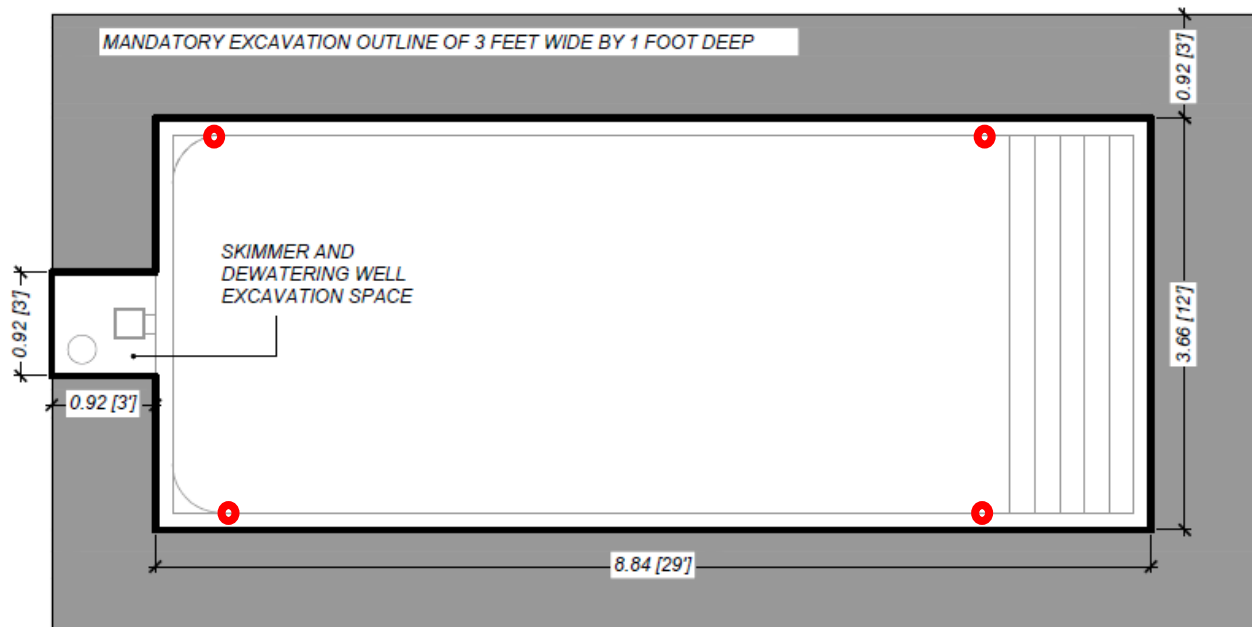 MANDATORY EXCAVATION OUTLINE OF 3 FEET WIDE BY 1 FOOT DEEP
0.92 [3']
SKIMMER AND
DEWATERING WELL
EXCAVATION SPACE
0.92 [3']
3.66 [12']
0.92 [3']
8.84 [29']